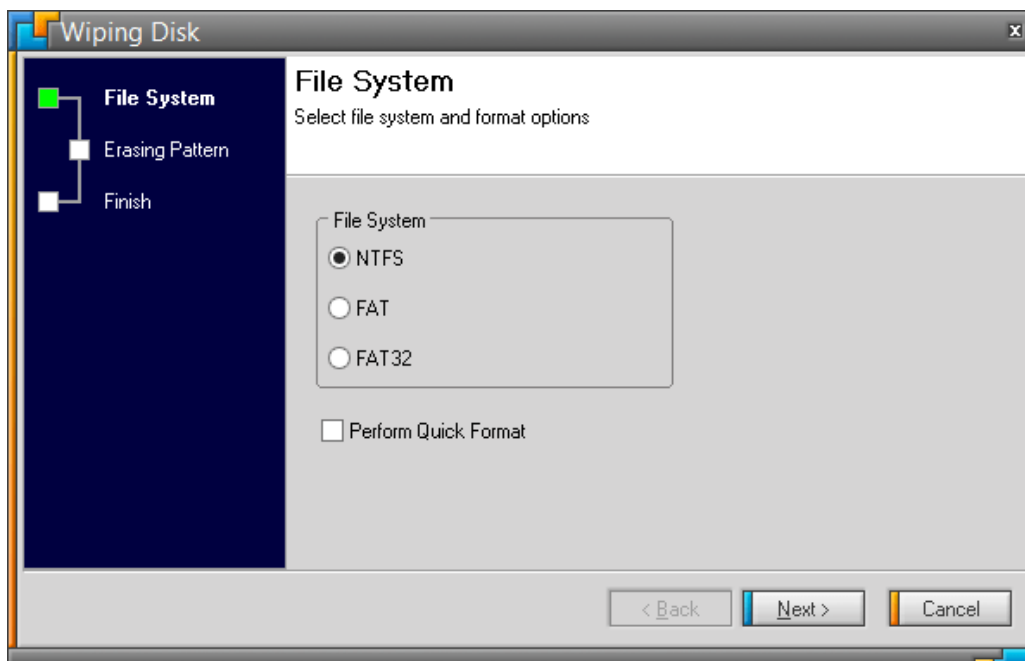 Wiping Disk
File System
Erasing Pattern
Finish
File System
Select file system and format options
File System
NTFS
FAT
FAT32
Perform Quick Format
< Back
Next >
Cancel